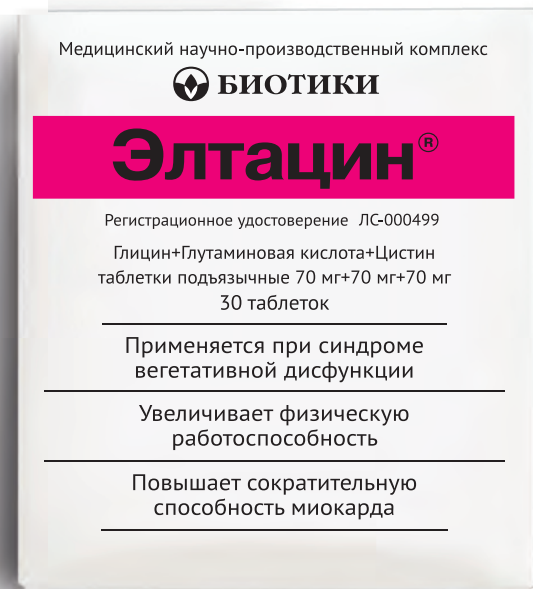 Медицинский научно-производственный комплекс
БИОТИКИ
Элтацин®
Регистрационное удостоверение ЛС-000499
Глицин+Глутаминовая кислота+Цистин
таблетки подъязычные 70 мг+70 мг+70 мг
30 таблеток
Применяется при синдроме
вегетативной дисфункции
Увеличивает физическую
работоспособность
Повышает сократительную
способность миокарда